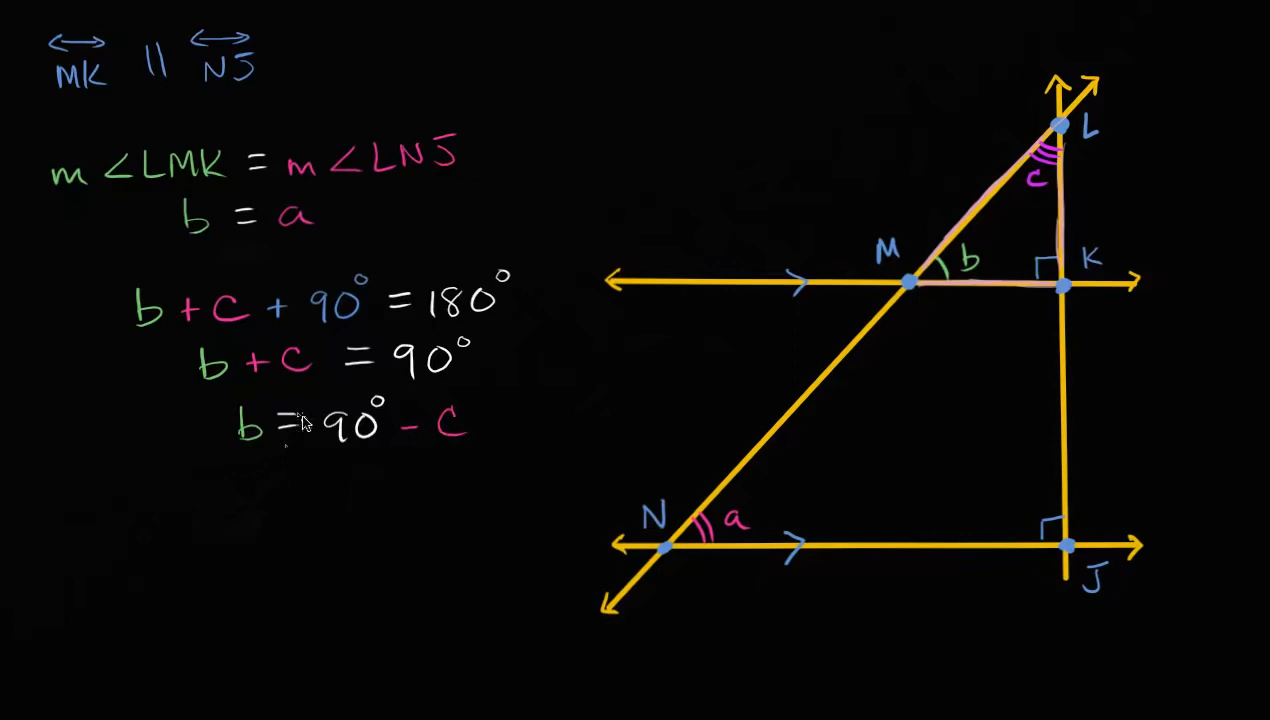 MK || NJ
m∠LMK = m∠LNJ
b = a
b + c + 90° = 180°
b + c = 90°
b = 90° - c
L
c
M
b
K
N
a
J